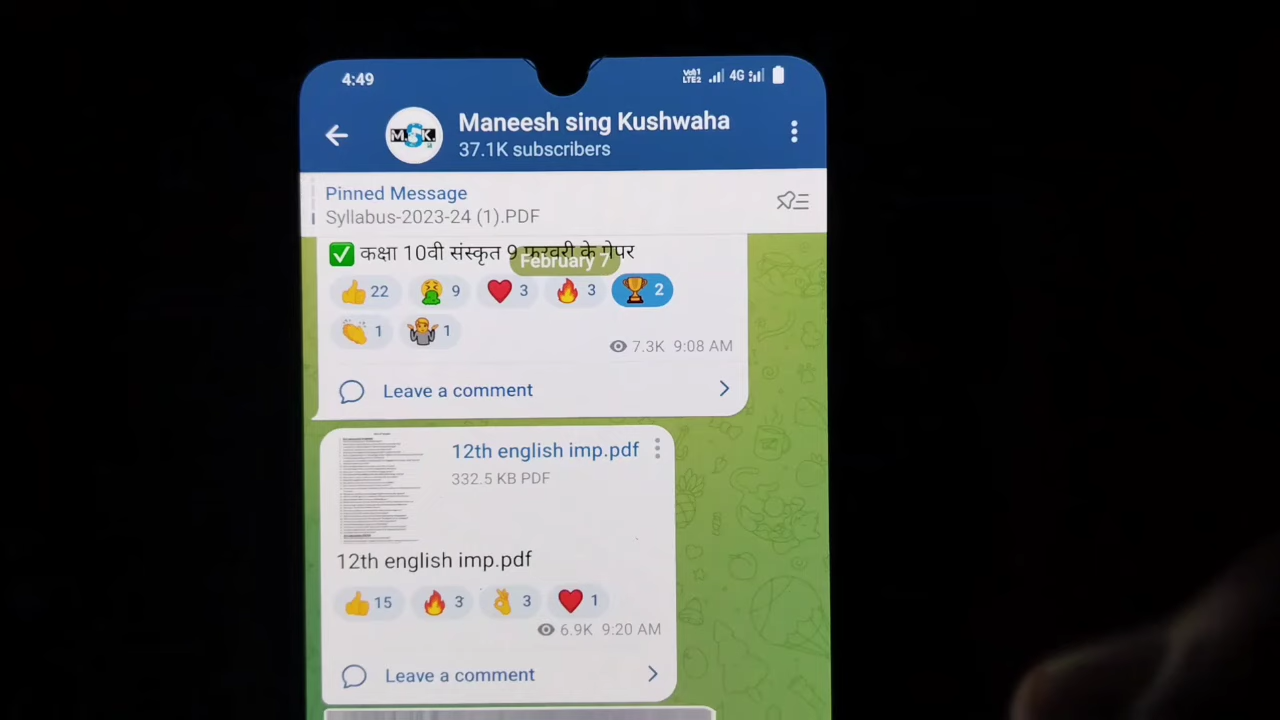 4:49
Vo)) LTE2 4G
M.S.K.
Maneesh sing Kushwaha
37.1K subscribers
Pinned Message
Syllabus-2023-24 (1).PDF
✅ कक्षा 10वी संस्कृत 9 फरवरी के पेपर
February 7
👍 22 🤮 9 ❤️ 3 🔥 3 🏆 2
👏 1 🤷 1
7.3K 9:08 AM
Leave a comment
12th english imp.pdf
332.5 KB PDF
12th english imp.pdf
👍 15 🔥 3 👌 3 ❤️ 1
6.9K 9:20 AM
Leave a comment